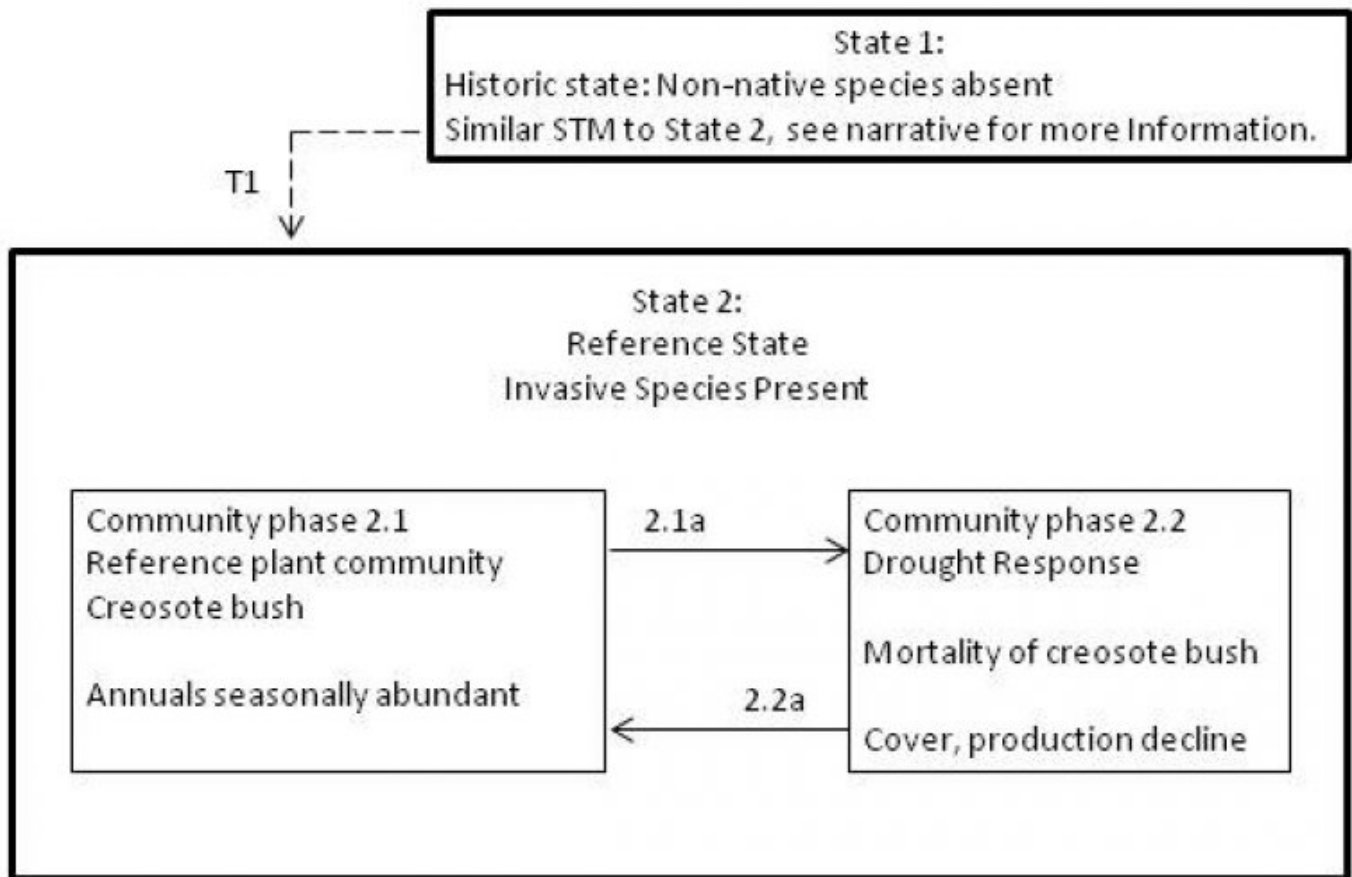 State 1:
Historic state: Non-native species absent
Similar STM to State 2, see narrative for more Information.
T1
State 2:
Reference State
Invasive Species Present
Community phase 2.1
Reference plant community
Creosote bush
Annuals seasonally abundant
2.1a
2.2a
Community phase 2.2
Drought Response
Mortality of creosote bush
Cover, production decline